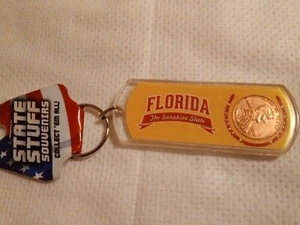 STATE
STUFF
SOUVENIRS
COLLECT 'EM ALL!
FLORIDA
The Sunshine State